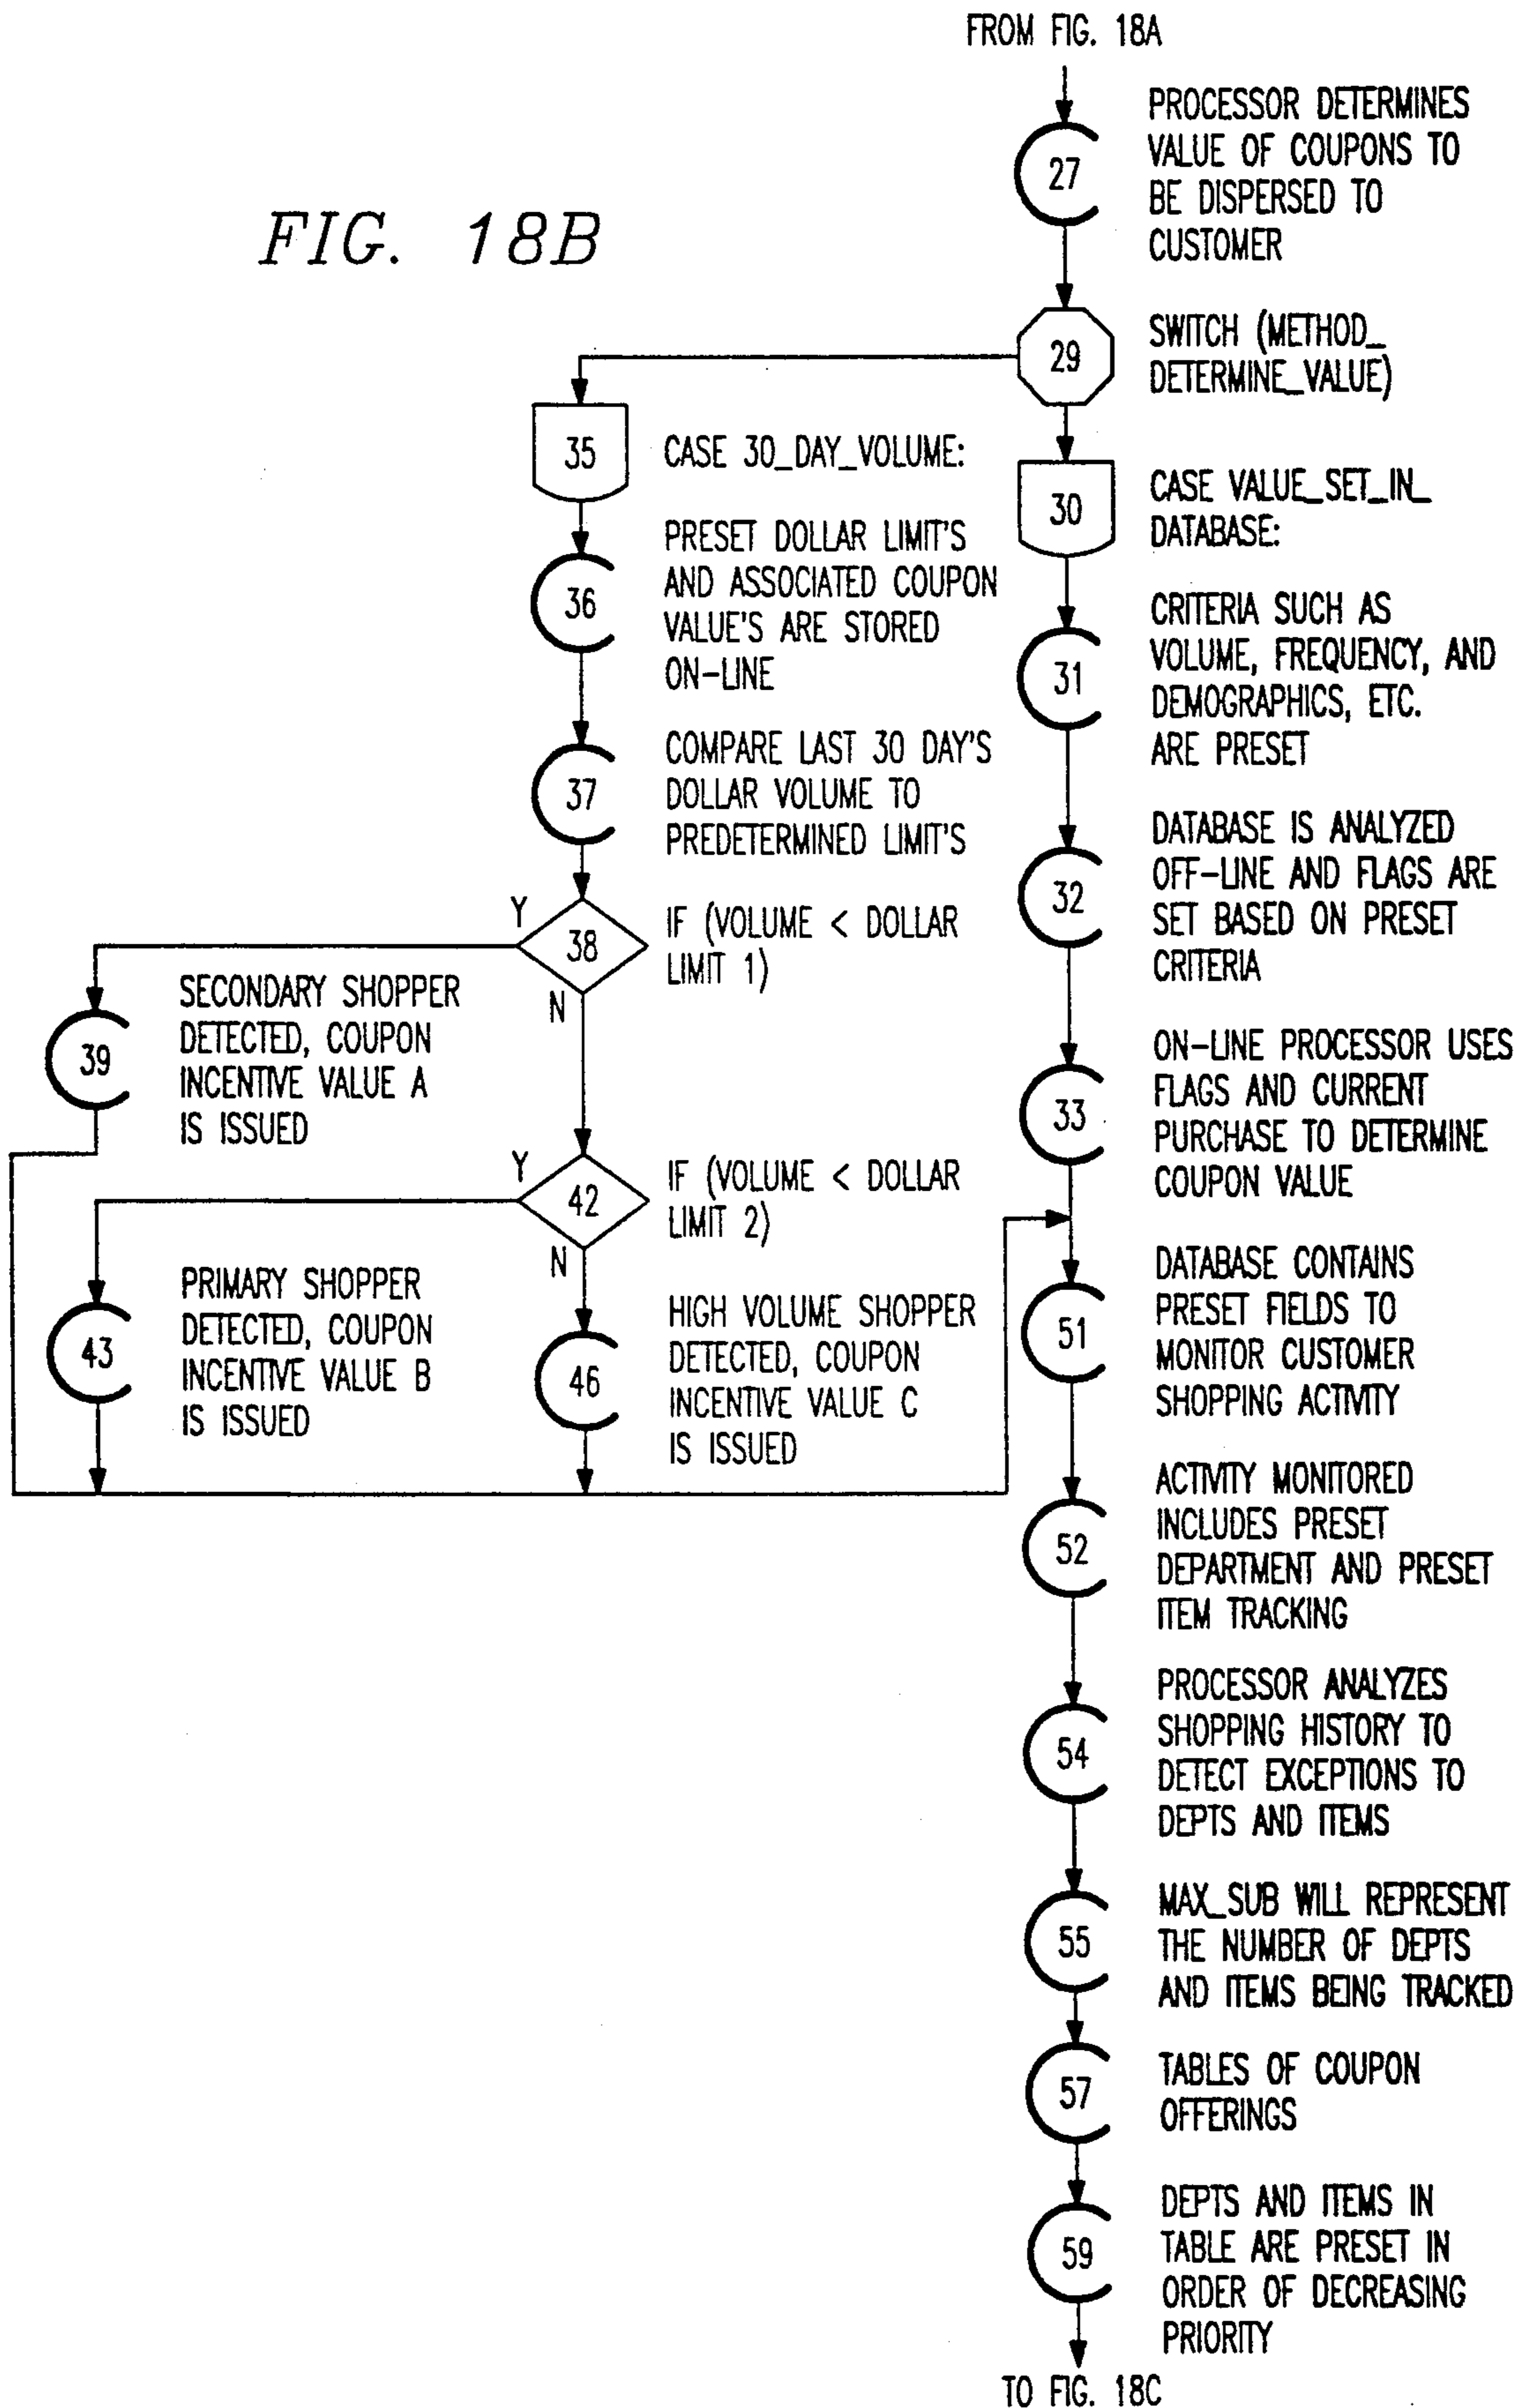 FROM FIG. 18A
27
PROCESSOR DETERMINES
VALUE OF COUPONS TO
BE DISPERSED TO
CUSTOMER
FIG. 18B
29
SWITCH (METHOD_
DETERMINE_VALUE)
35
CASE 30_DAY_VOLUME:
30
CASE VALUE_SET_IN_
DATABASE:
36
PRESET DOLLAR LIMIT'S
AND ASSOCIATED COUPON
VALUE'S ARE STORED
ON-LINE
31
CRITERIA SUCH AS
VOLUME, FREQUENCY, AND
DEMOGRAPHICS, ETC.
ARE PRESET
37
COMPARE LAST 30 DAY'S
DOLLAR VOLUME TO
PREDETERMINED LIMIT'S
32
DATABASE IS ANALYZED
OFF-LINE AND FLAGS ARE
SET BASED ON PRESET
CRITERIA
Y
38
N
IF (VOLUME < DOLLAR
LIMIT 1)
39
SECONDARY SHOPPER
DETECTED, COUPON
INCENTIVE VALUE A
IS ISSUED
33
ON-LINE PROCESSOR USES
FLAGS AND CURRENT
PURCHASE TO DETERMINE
COUPON VALUE
Y
42
N
IF (VOLUME < DOLLAR
LIMIT 2)
43
PRIMARY SHOPPER
DETECTED, COUPON
INCENTIVE VALUE B
IS ISSUED
46
HIGH VOLUME SHOPPER
DETECTED, COUPON
INCENTIVE VALUE C
IS ISSUED
51
DATABASE CONTAINS
PRESET FIELDS TO
MONITOR CUSTOMER
SHOPPING ACTIVITY
52
ACTIVITY MONITORED
INCLUDES PRESET
DEPARTMENT AND PRESET
ITEM TRACKING
54
PROCESSOR ANALYZES
SHOPPING HISTORY TO
DETECT EXCEPTIONS TO
DEPTS AND ITEMS
55
MAX_SUB WILL REPRESENT
THE NUMBER OF DEPTS
AND ITEMS BEING TRACKED
57
TABLES OF COUPON
OFFERINGS
59
DEPTS AND ITEMS IN
TABLE ARE PRESET IN
ORDER OF DECREASING
PRIORITY
TO FIG. 18C